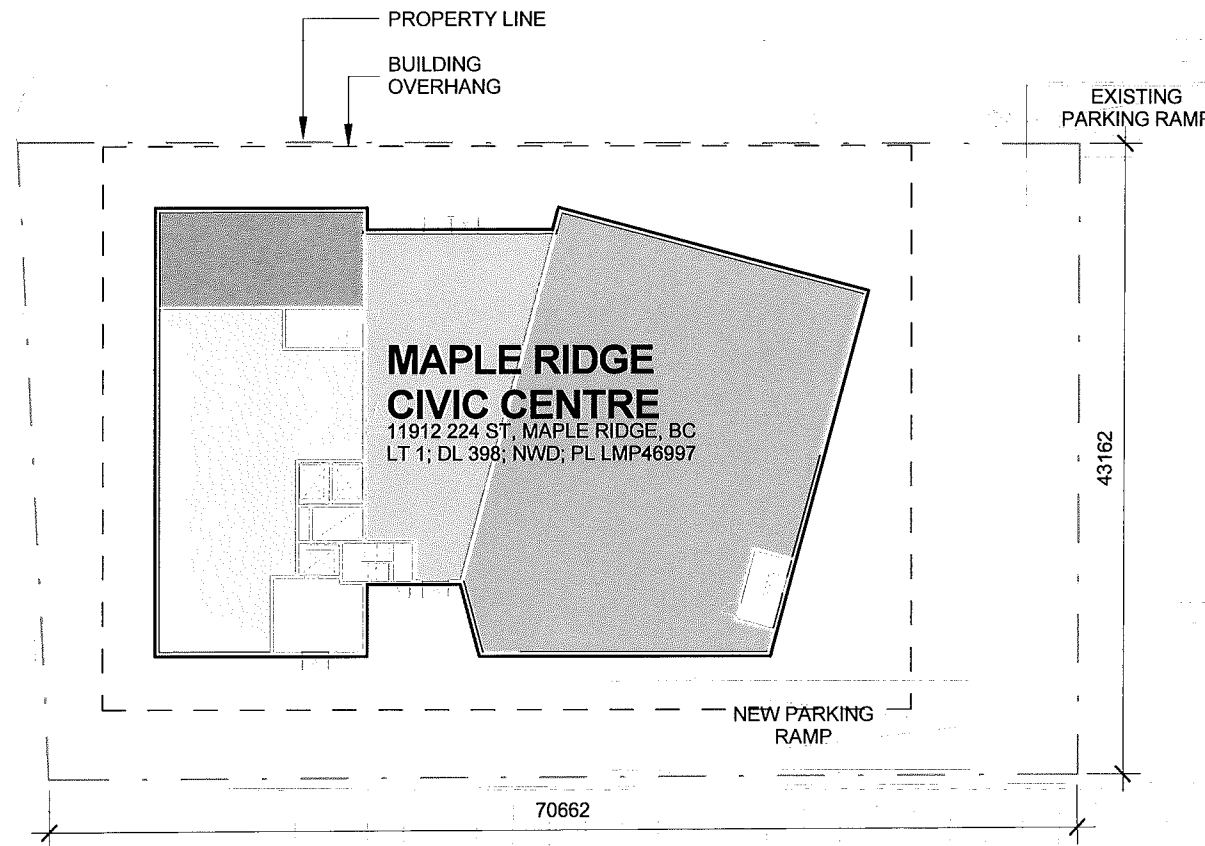 PROPERTY LINE
BUILDING
OVERHANG
EXISTING
PARKING RAMP
MAPLE RIDGE
CIVIC CENTRE
11912 224 ST, MAPLE RIDGE, BC
LT 1; DL 398; NWD; PL LMP46997
43162
NEW PARKING
RAMP
70662